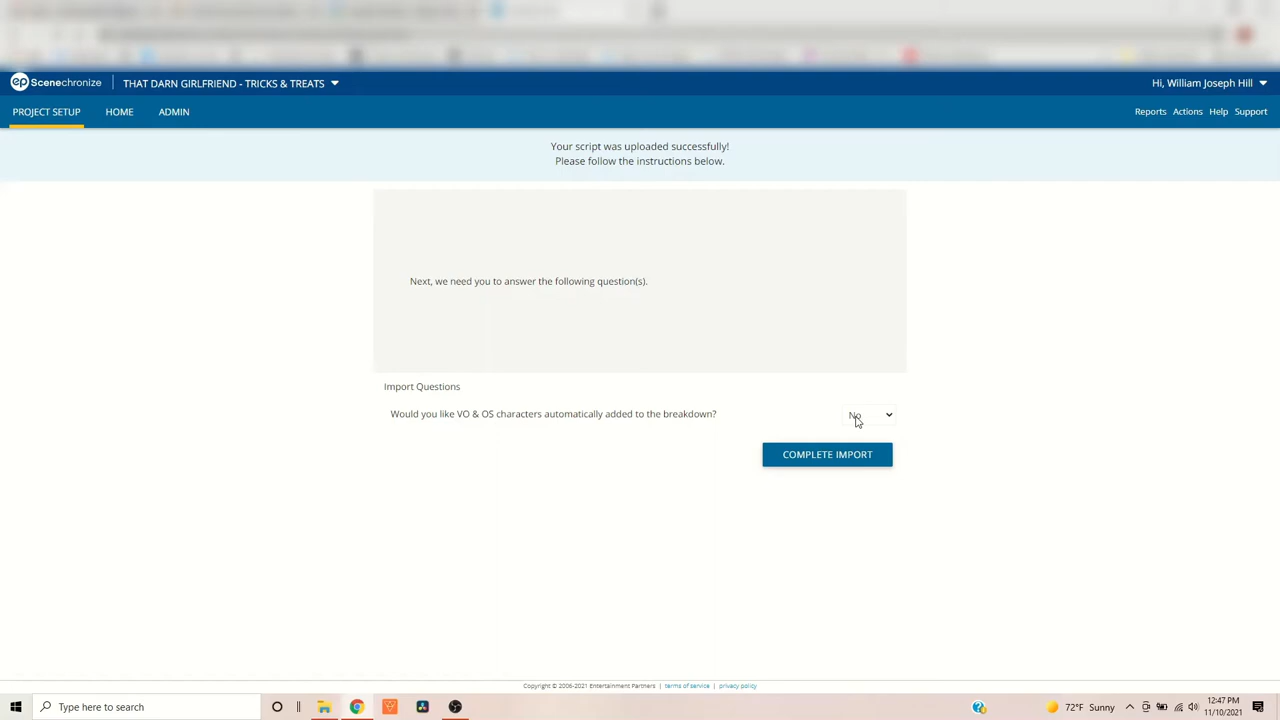 ep Scenechronize
THAT DARN GIRLFRIEND - TRICKS & TREATS
Hi, William Joseph Hill
PROJECT SETUP
HOME
ADMIN
Reports
Actions
Help
Support
Your script was uploaded successfully!
Please follow the instructions below.
Next, we need you to answer the following question(s).
Import Questions
Would you like VO & OS characters automatically added to the breakdown?
No
COMPLETE IMPORT
Copyright © 2006-2021 Entertainment Partners | terms of service | privacy policy
Type here to search
72°F Sunny
12:47 PM
11/10/2021